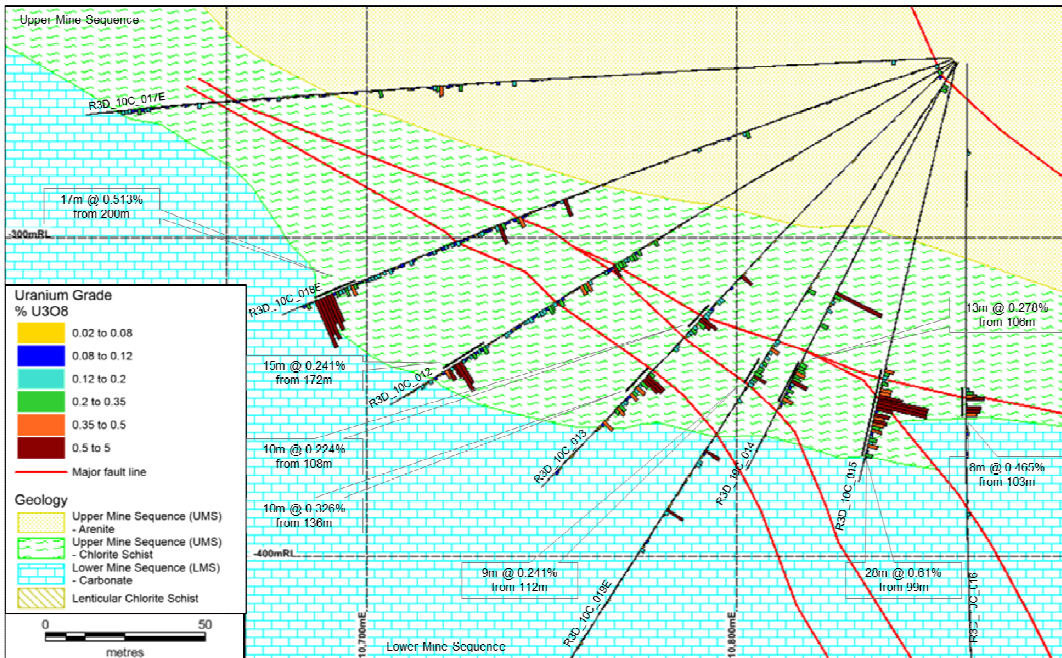 Upper Mine Sequence
R3D_10C_017E
17m @ 0.513%
from 200m
-300mRL
R3D_10C_018E
Uranium Grade
% U3O8
0.02 to 0.08
0.08 to 0.12
0.12 to 0.2
0.2 to 0.35
0.35 to 0.5
0.5 to 5
Major fault line
Geology
Upper Mine Sequence (UMS)
- Arenite
Upper Mine Sequence (UMS)
- Chlorite Schist
Lower Mine Sequence (LMS)
- Carbonate
Lenticular Chlorite Schist
0 50
metres
13m @ 0.278%
from 106m
15m @ 0.241%
from 172m
R3D_10C_012
10m @ 0.224%
from 108m
10m @ 0.326%
from 136m
R3D_10C_013
R3D_10C_014
R3D_10C_015
8m @ 0.465%
from 103m
-400mRL
9m @ 0.241%
from 112m
28m @ 0.61%
from 99m
R3D_10C_019E
R3D_10C_016
10,700mE
10,800mE
Lower Mine Sequence